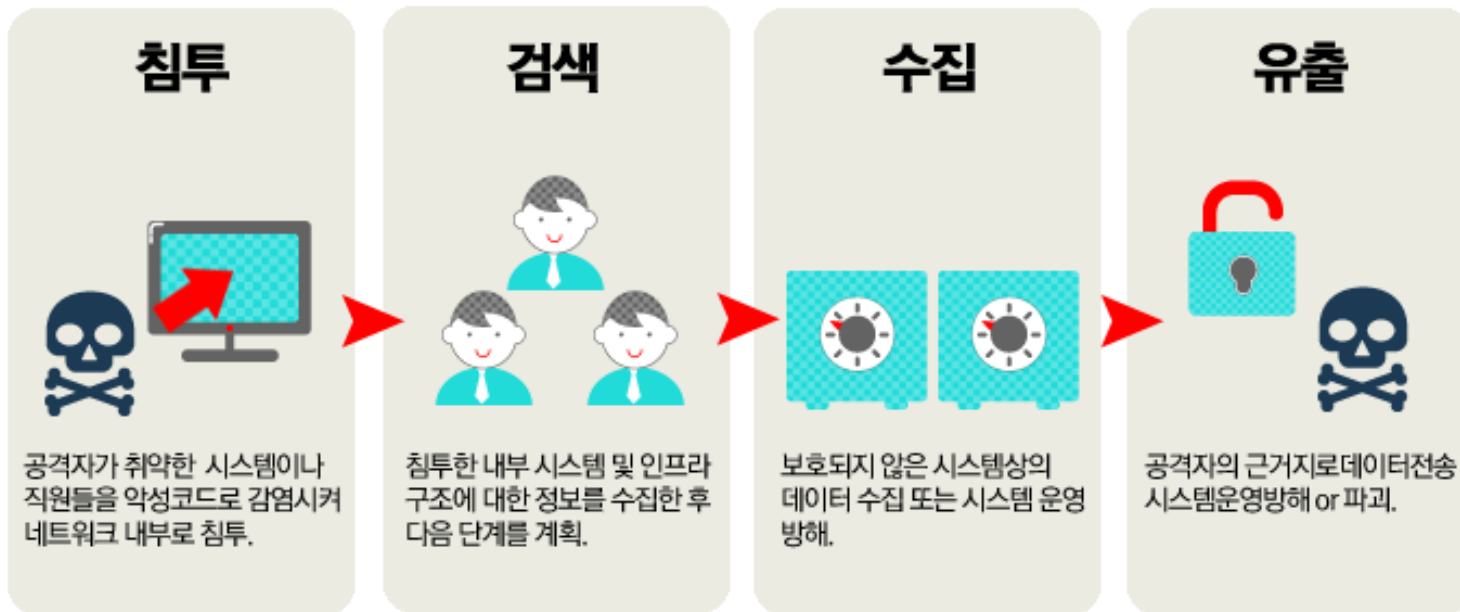 침투
공격자가 취약한 시스템이나
직원들을 악성코드로 감염시켜
네트워크 내부로 침투.
검색
침투한 내부 시스템 및 인프라
구조에 대한 정보를 수집한 후
다음 단계를 계획.
수집
보호되지 않은 시스템상의
데이터 수집 또는 시스템 운영
방해.
유출
공격자의 근거지로데이터전송
시스템운영방해 or 파괴.